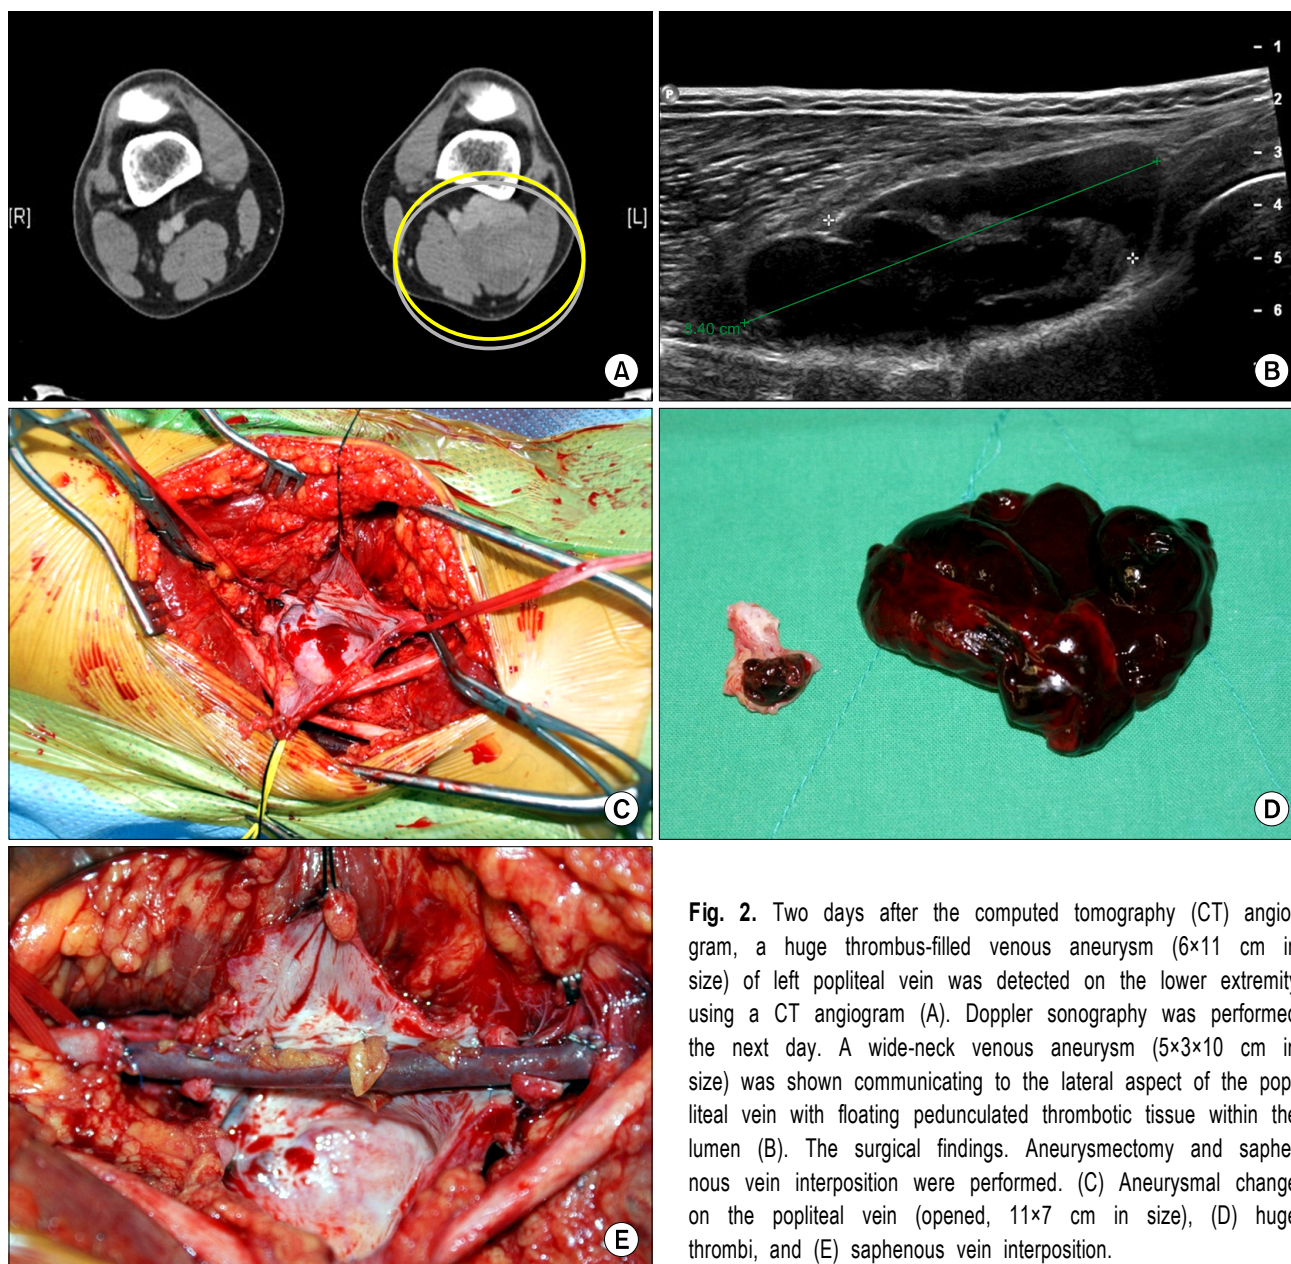 [R]
[L]
A
P
1
2
3
4
5
6
8.40 cm
B
C
D
E
Fig. 2. Two days after the computed tomography (CT) angio
gram, a huge thrombus-filled venous aneurysm (6×11 cm in
size) of left popliteal vein was detected on the lower extremity
using a CT angiogram (A). Doppler sonography was performed
the next day. A wide-neck venous aneurysm (5×3×10 cm in
size) was shown communicating to the lateral aspect of the pop
liteal vein with floating pedunculated thrombotic tissue within the
lumen (B). The surgical findings. Aneurysmectomy and saphe
nous vein interposition were performed. (C) Aneurysmal change
on the popliteal vein (opened, 11×7 cm in size), (D) huge
thrombi, and (E) saphenous vein interposition.